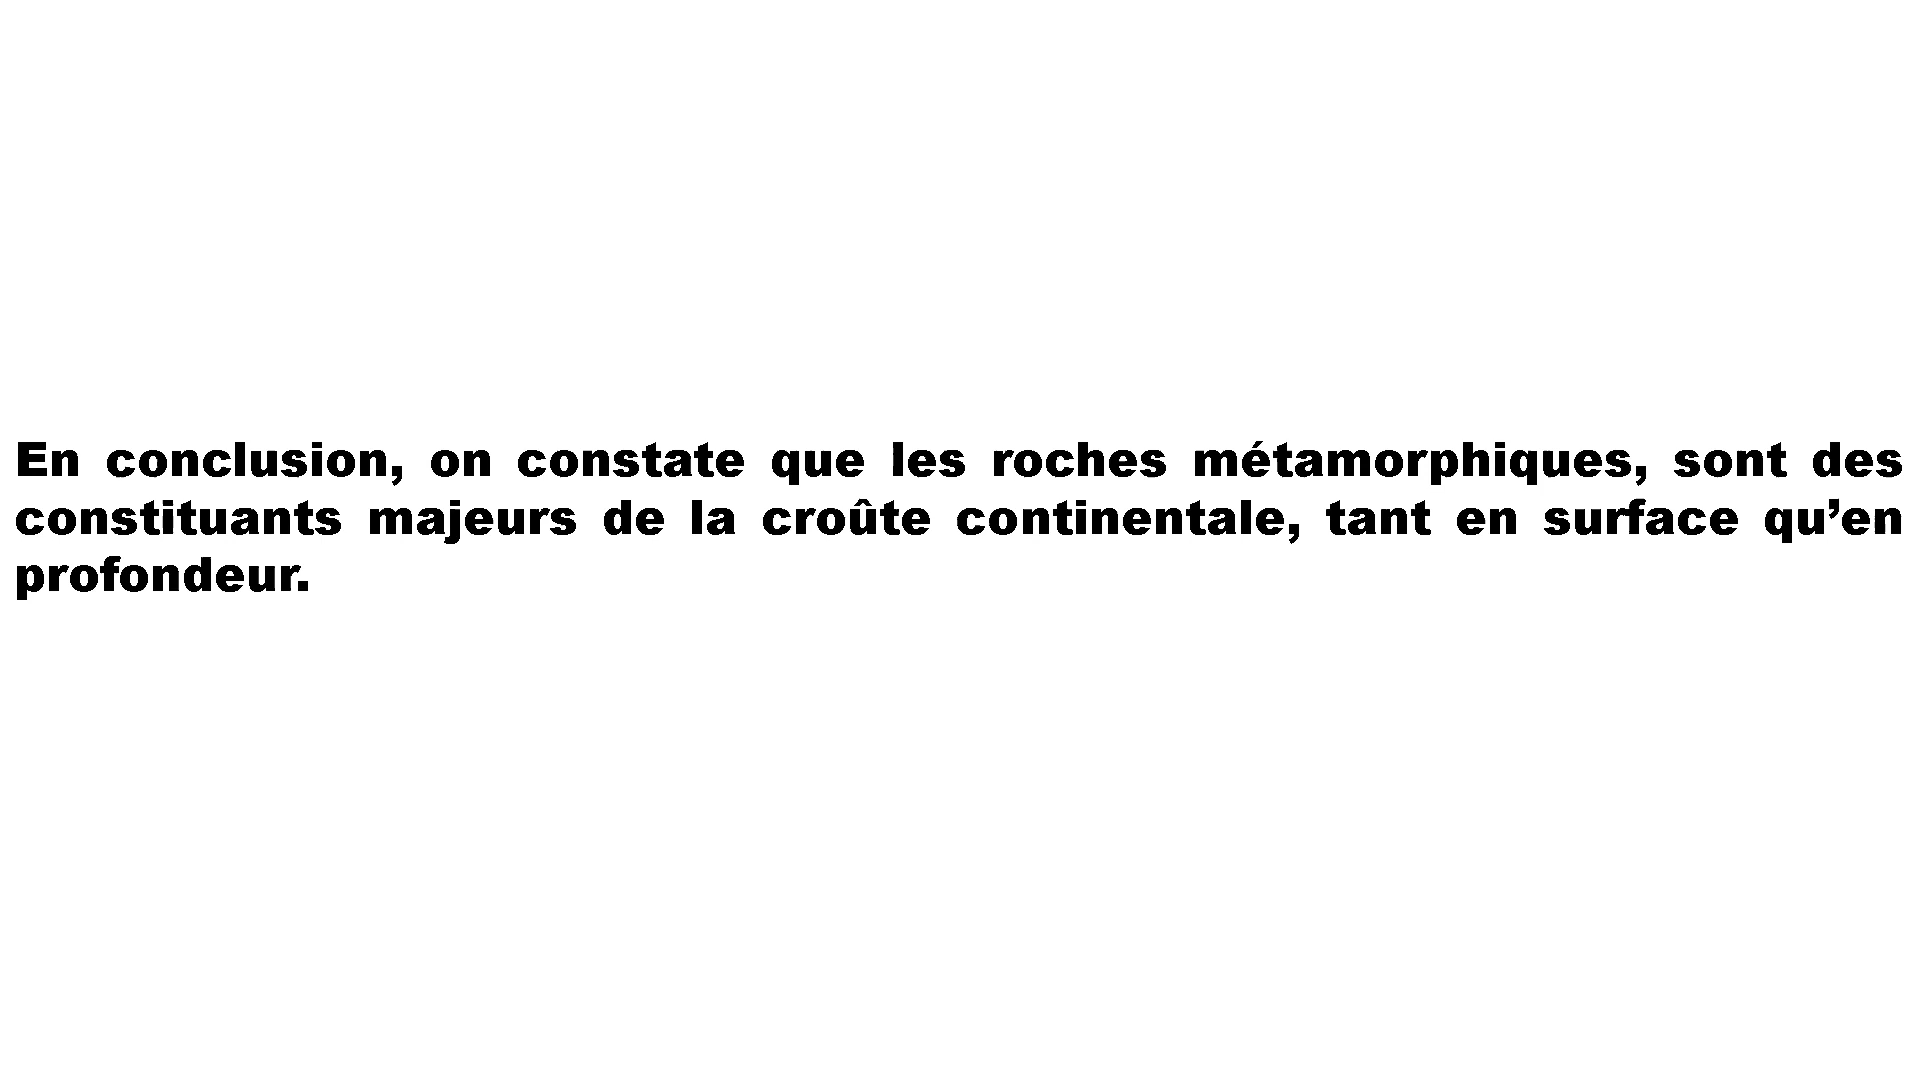 En conclusion, on constate que les roches métamorphiques, sont des
constituants majeurs de la croûte continentale, tant en surface qu’en
profondeur.